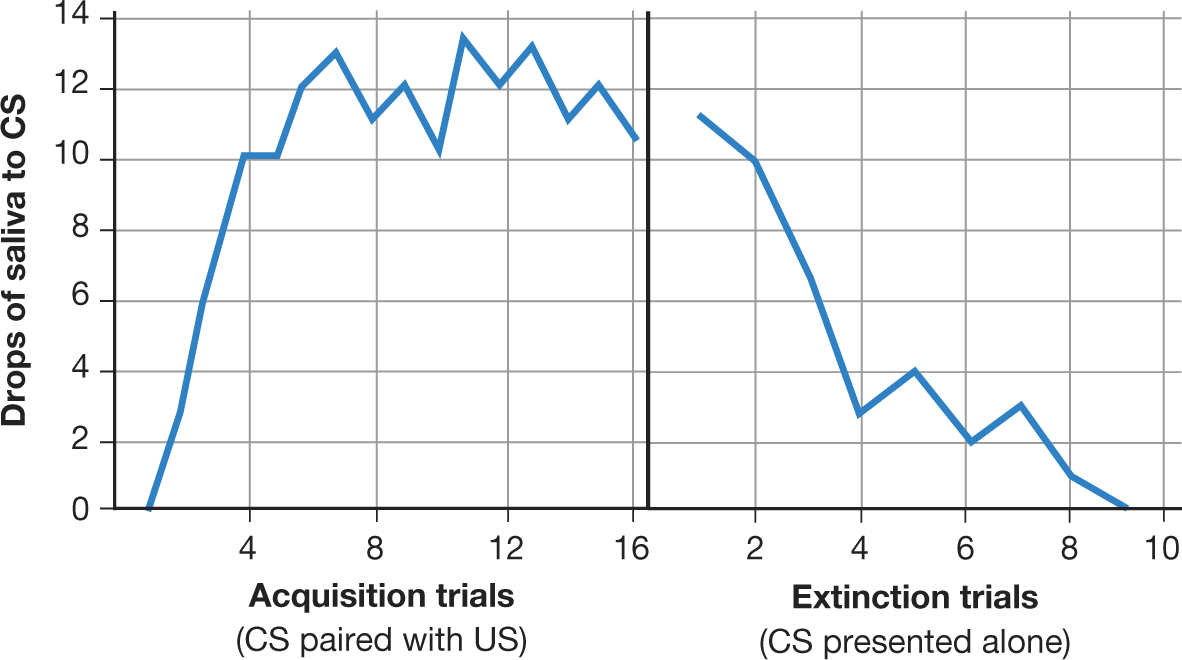 Drops of saliva to CS
14
12
10
8
6
4
2
0
4 8 12 16
2 4 6 8 10
Acquisition trials
(CS paired with US)
Extinction trials
(CS presented alone)